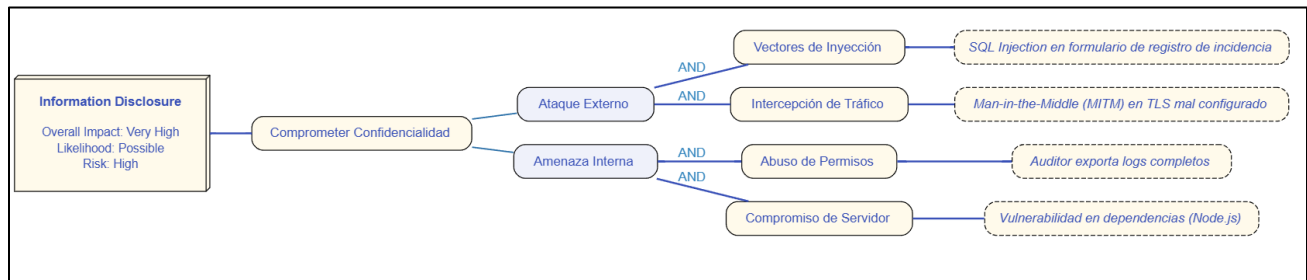 Information Disclosure
Overall Impact: Very High
Likelihood: Possible
Risk: High
Comprometer Confidencialidad
Ataque Externo
Amenaza Interna
AND
AND
AND
AND
Vectores de Inyección
SQL Injection en formulario de registro de incidencia
Intercepción de Tráfico
Man-in-the-Middle (MITM) en TLS mal configurado
Abuso de Permisos
Auditor exporta logs completos
Compromiso de Servidor
Vulnerabilidad en dependencias (Node.js)